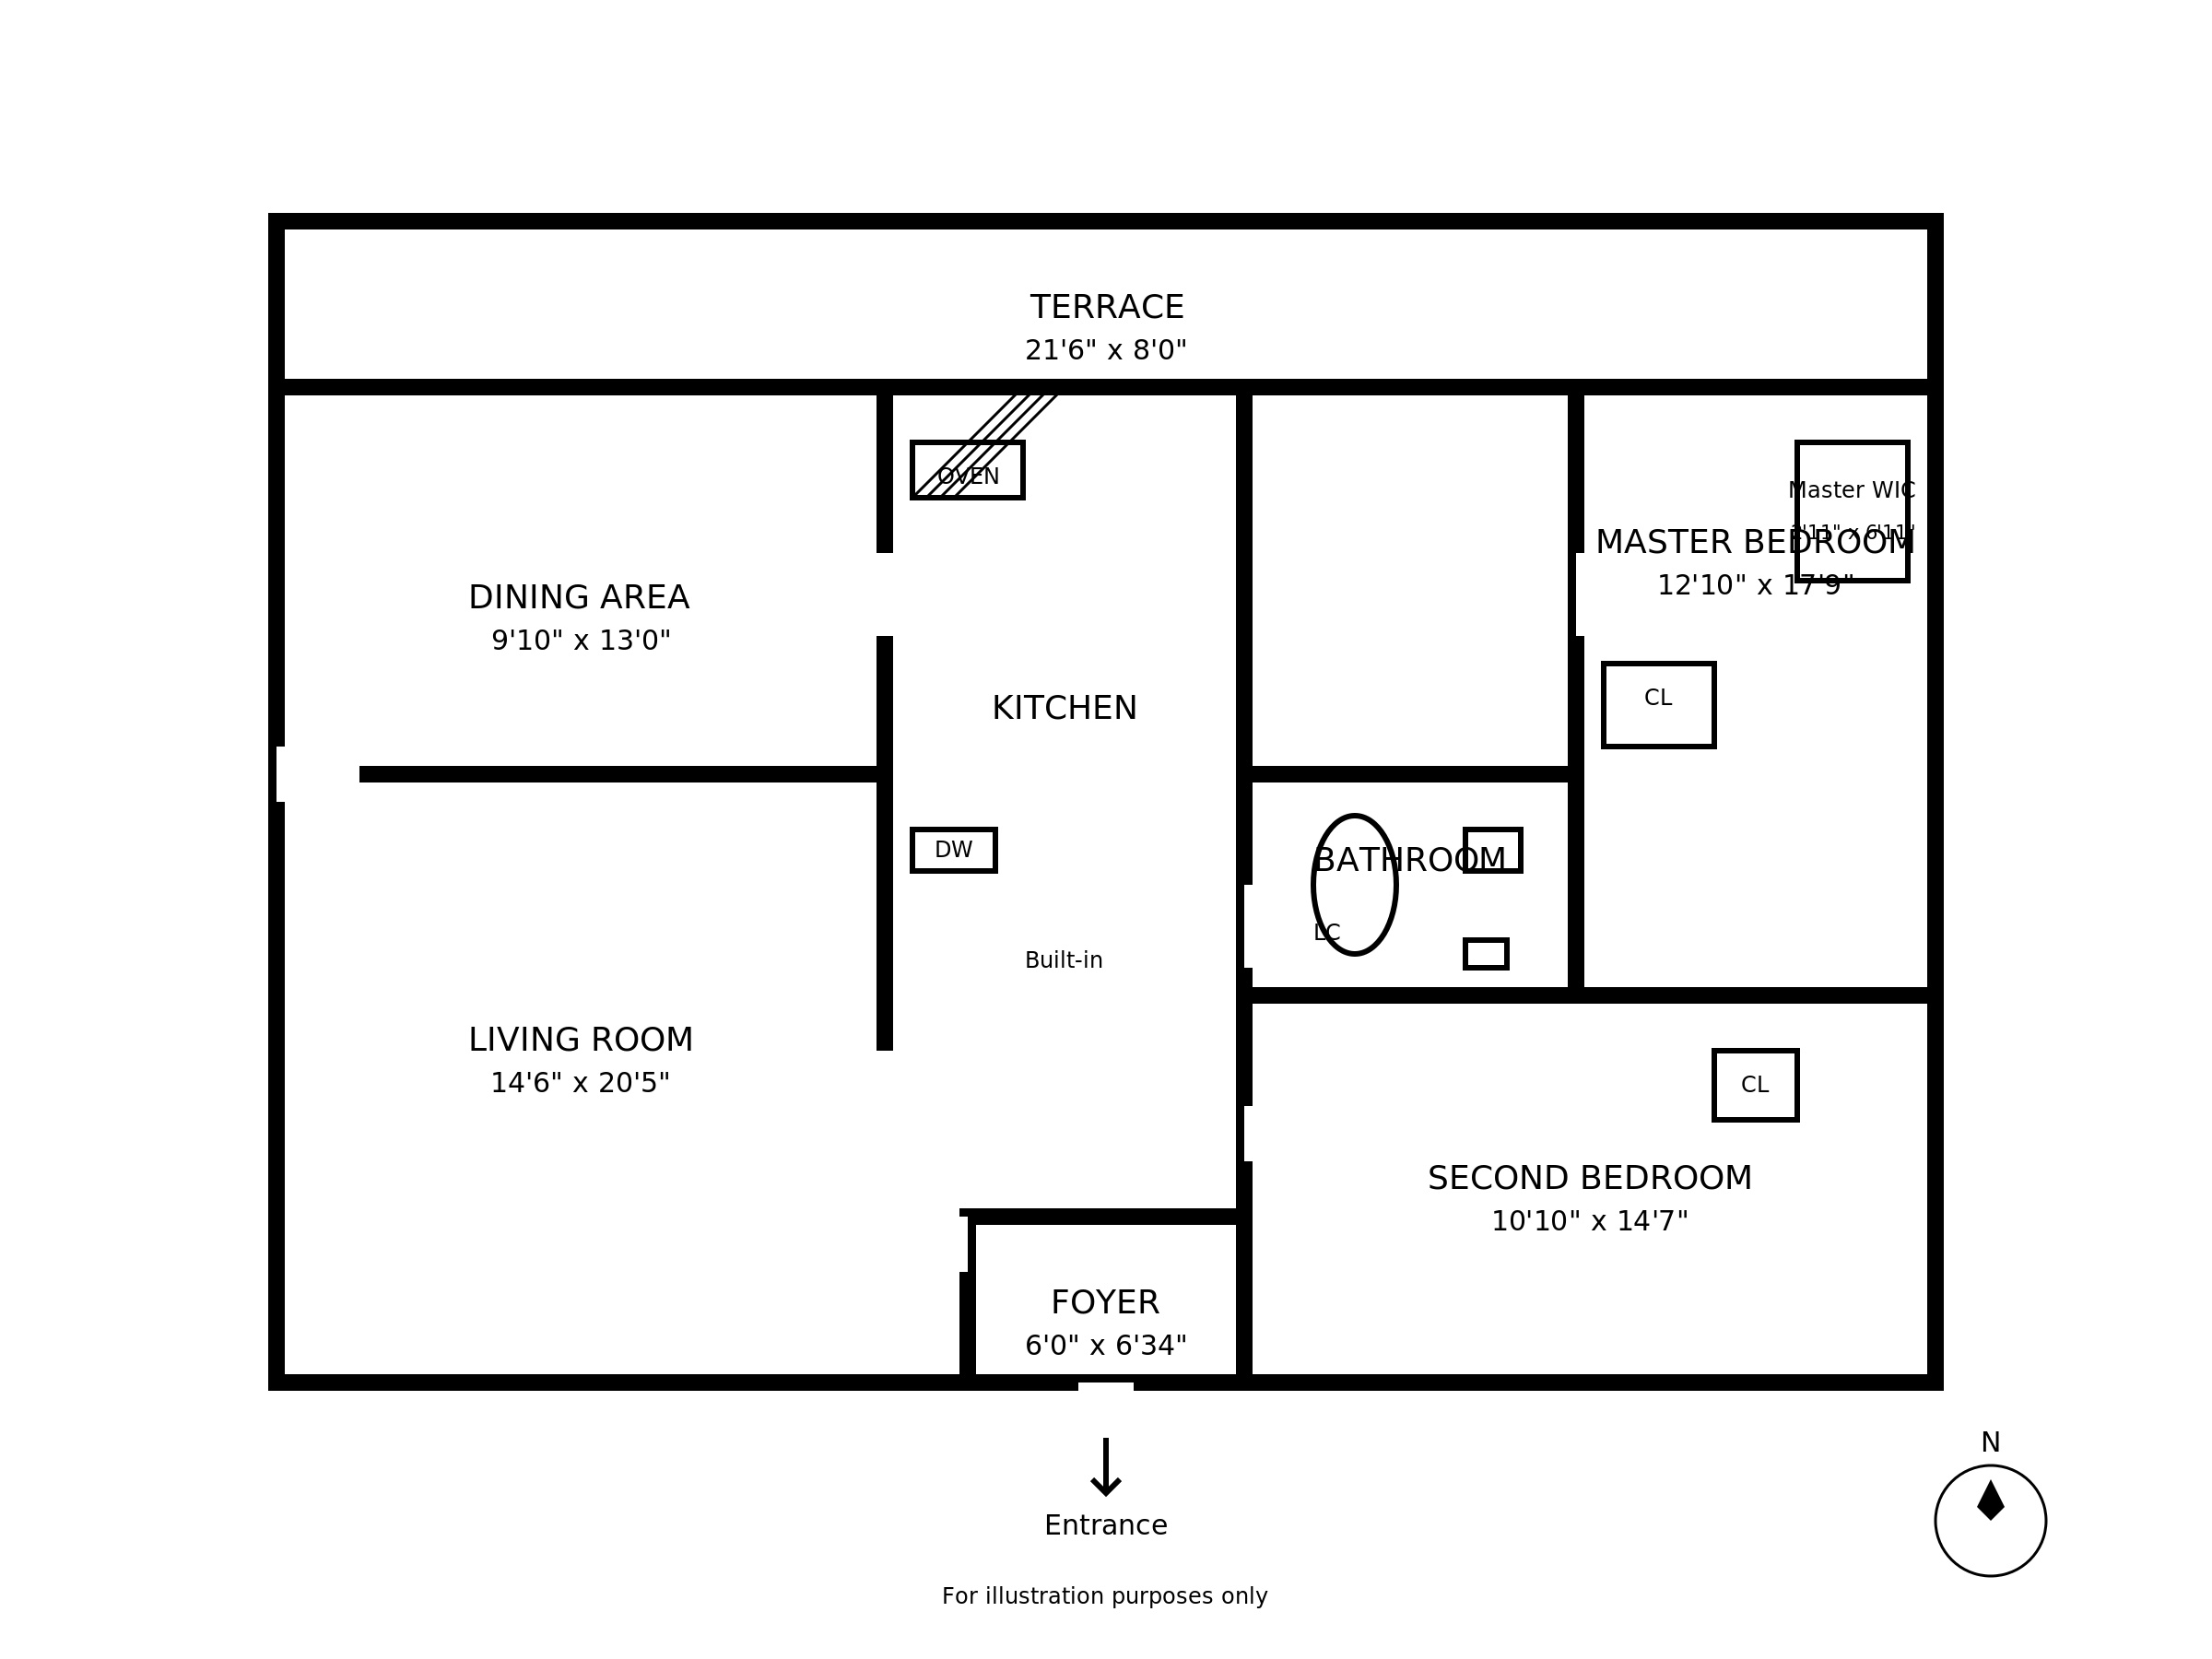 TERRACE
21'6" x 8'0"
OVEN
Master WIC
6'11"
MASTER BEDROOM
12'10" x 17'9"
DINING AREA
9'10" x 13'0"
KITCHEN
CL
DW
BATHROOM
LC
Built-in
LIVING ROOM
14'6" x 20'5"
CL
SECOND BEDROOM
10'10" x 14'7"
FOYER
6'0" x 6'34"
Entrance
N
For illustration purposes only